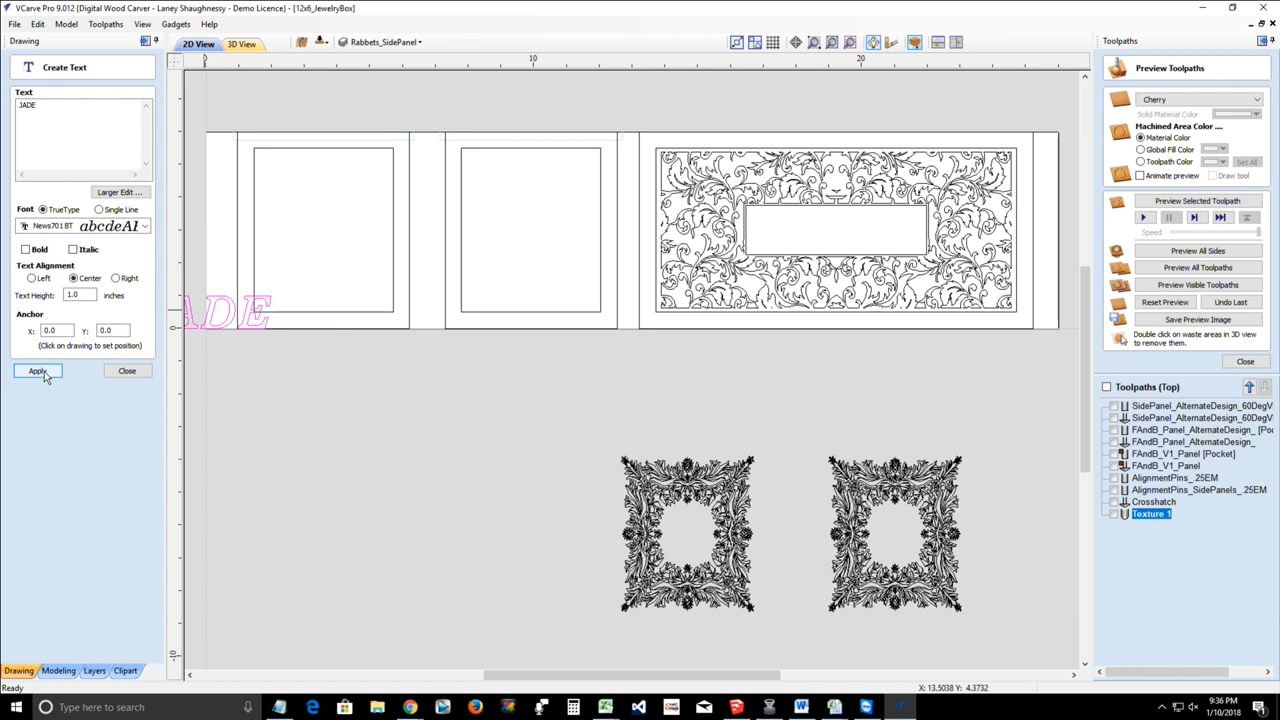 VCarve Pro 9.012 {Digital Wood Carver - Laney Shaughnessy - Demo Licence} - [12x6_JewelryBox]
File Edit Model Toolpaths View Gadgets Help
Drawing
2D View 3D View
Rabbets_SidePanel
Toolpaths
0 10 20
0
-10
Create Text
Text
JADE
Larger Edit ...
Font TrueType Single Line
News701 BT abcdeAI
Bold Italic
Text Alignment
Left Center Right
Text Height: 1.0 inches
Anchor
X: 0.0 Y: 0.0
(Click on drawing to set position)
Apply Close
ADE
Preview Toolpaths
Cherry
Solid Material Color
Machined Area Color ....
Material Color
Global Fill Color
Toolpath Color Set All
Animate preview Draw tool
Preview Selected Toolpath
Speed
Preview All Sides
Preview All Toolpaths
Preview Visible Toolpaths
Reset Preview Undo Last
Save Preview Image
Double click on waste areas in 3D view
to remove them.
Close
Toolpaths (Top)
SidePanel_AlternateDesign_60DegV
SidePanel_AlternateDesign_60DegV
FAndB_Panel_AlternateDesign_ [Poc
FAndB_Panel_AlternateDesign_
FAndB_V1_Panel [Pocket]
FAndB_V1_Panel
AlignmentPins_.25EM
AlignmentPins_SidePanels_.25EM
Crosshatch
Texture 1
Drawing Modeling Layers Clipart
Ready
X: 13.5038 Y: 4.3732
Type here to search
9:36 PM
1/10/2018